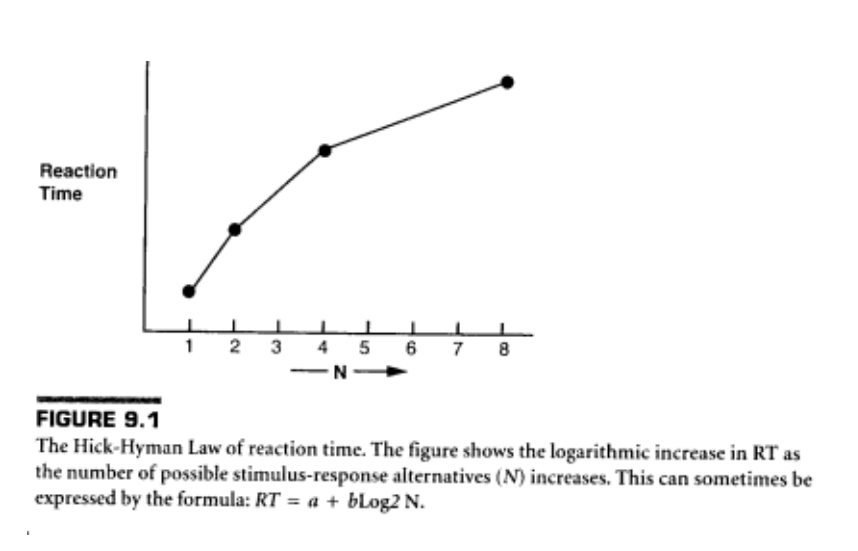 Reaction
Time
1 2 3 4 5 6 7 8
N
FIGURE 9.1
The Hick-Hyman Law of reaction time. The figure shows the logarithmic increase in RT as
the number of possible stimulus-response alternatives (N) increases. This can sometimes be
expressed by the formula: RT = a + bLog2 N.